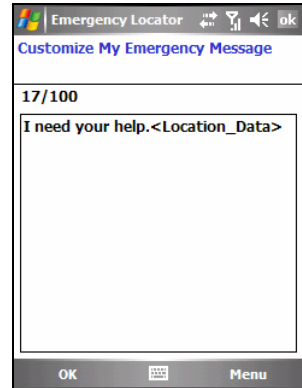 Emergency Locator ok
Customize My Emergency Message
17/100
I need your help.<Location_Data>
OK Menu